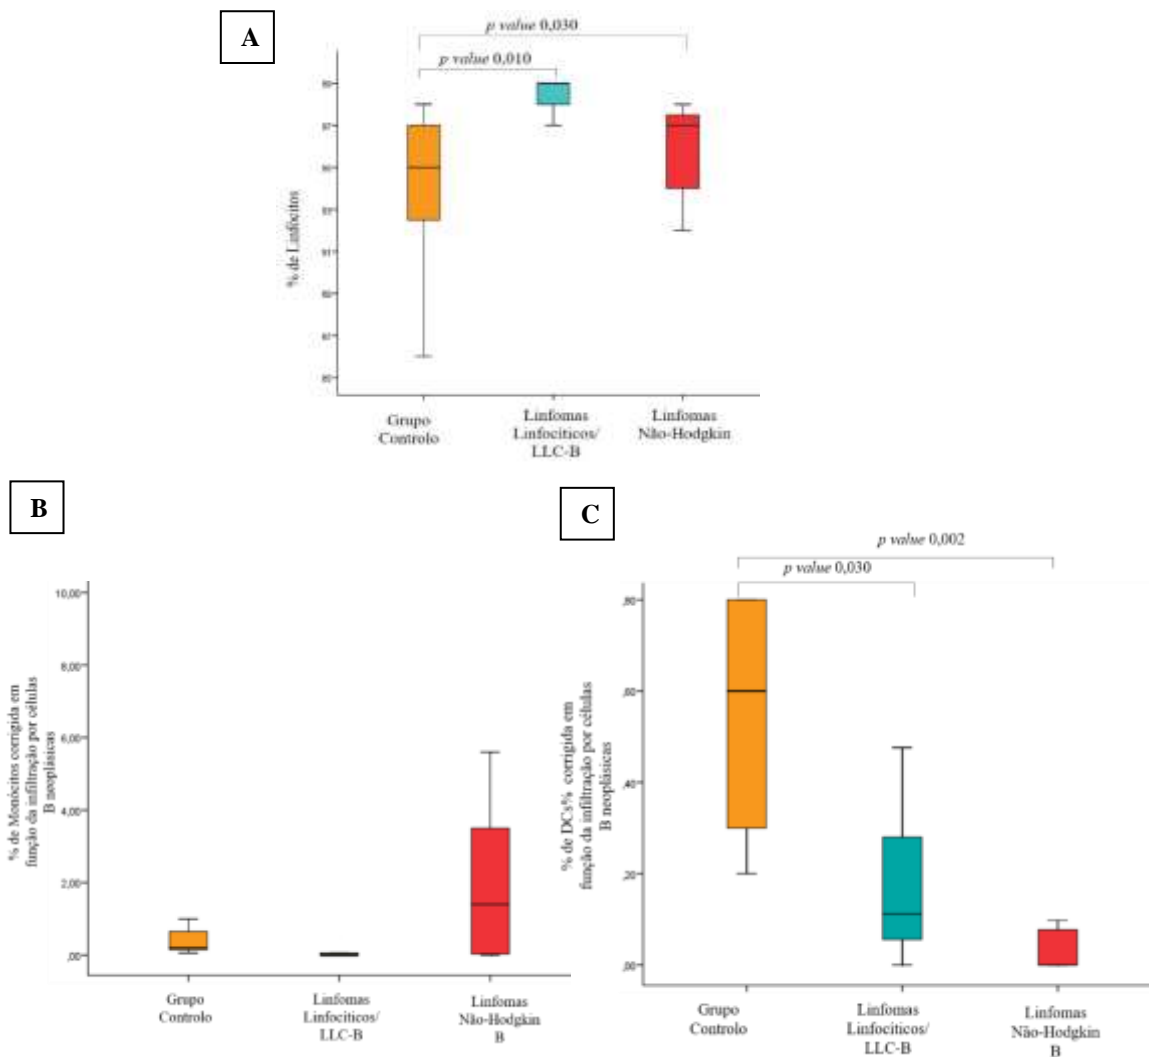 A
p value 0,030
p value 0,010
% de Linfócitos
97
93
91
Grupo
Controlo
Linfomas
Linfocíticos/
LLC-B
Linfomas
Não-Hodgkin
B
% de Monócitos corrigida em
função da infiltração por células
B neoplásicas
10,00
8,00
6,00
4,00
2,00
,00
Grupo
Controlo
Linfomas
Linfocíticos/
LLC-B
Linfomas
Não-Hodgkin
B
C
p value 0,002
p value 0,030
% de DCs% corrigida em
função da infiltração por células
B neoplásicas
,80
,60
,40
,20
,00
Grupo
Controlo
Linfomas
Linfocíticos/
LLC-B
Linfomas
Não-Hodgkin
B